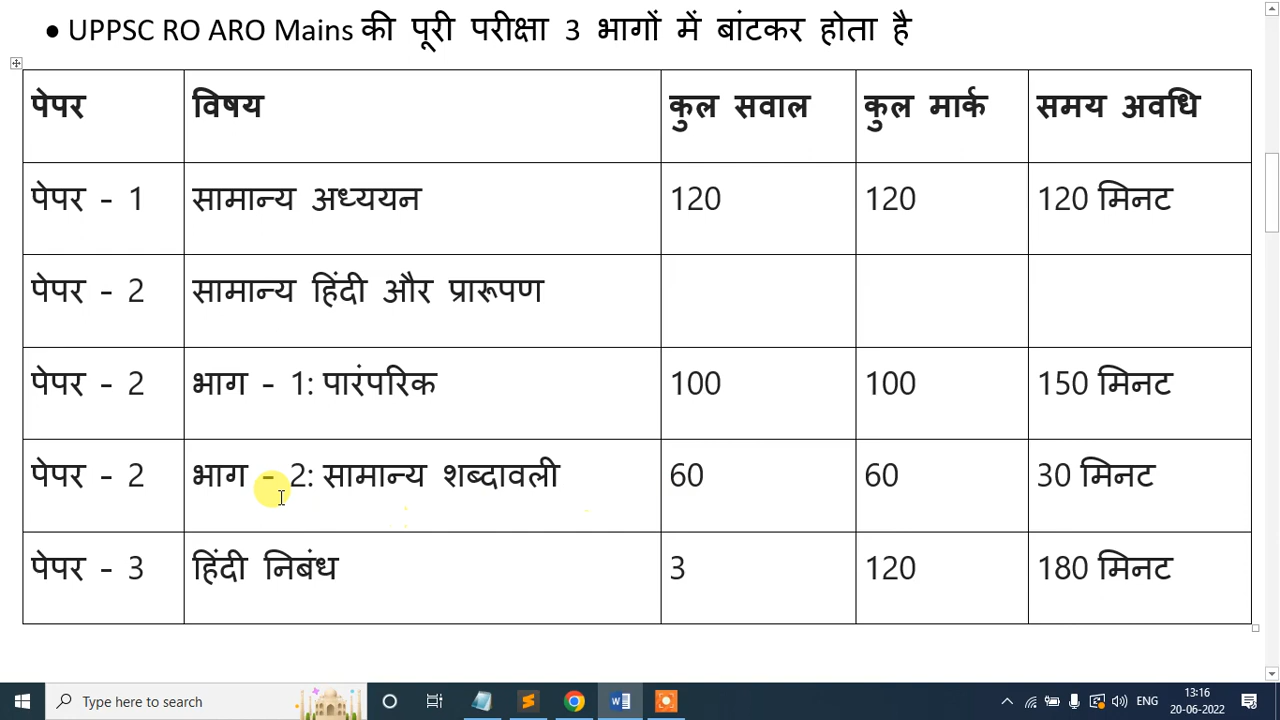 • UPPSC RO ARO Mains की पूरी परीक्षा 3 भागों में बांटकर होता है
पेपर विषय कुल सवाल कुल मार्क समय अवधि
पेपर - 1 सामान्य अध्ययन 120 120 120 मिनट
पेपर - 2 सामान्य हिंदी और प्रारूपण
पेपर - 2 भाग - 1: पारंपरिक 100 100 150 मिनट
पेपर - 2 भाग - 2: सामान्य शब्दावली 60 60 30 मिनट
पेपर - 3 हिंदी निबंध 3 120 180 मिनट
Type here to search ENG 13:16
20-06-2022